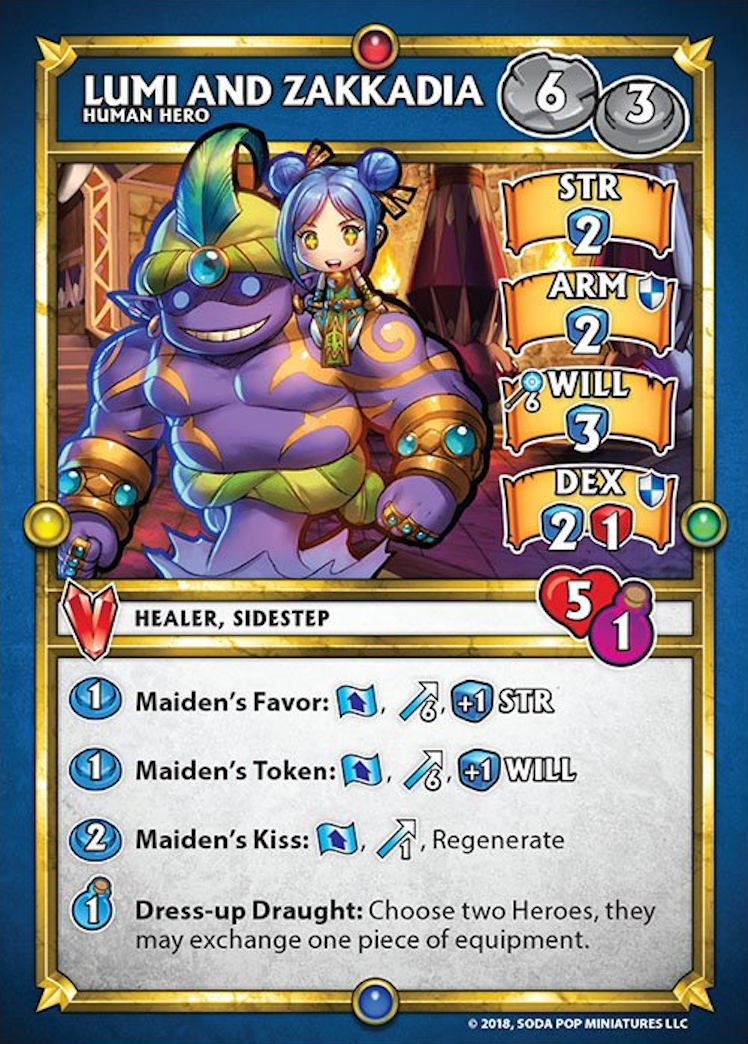 LUMI AND ZAKKADIA
HUMAN HERO
6
3
STR
2
ARM
2
6
WILL
3
DEX
2 1
HEALER, SIDESTEP
5
1
1 Maiden's Favor: , 6, +1 STR
1 Maiden's Token: , 6, +1 WILL
2 Maiden's Kiss: , 1, Regenerate
1 Dress-up Draught: Choose two Heroes, they
may exchange one piece of equipment.
© 2018, SODA POP MINIATURES LLC